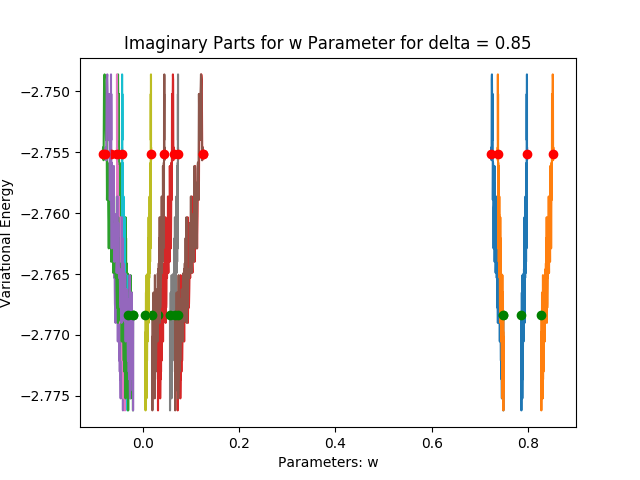 Imaginary Parts for w Parameter for delta = 0.85
Variational Energy
−2.750
−2.755
−2.760
−2.765
−2.770
−2.775
0.0 0.2 0.4 0.6 0.8
Parameters: w